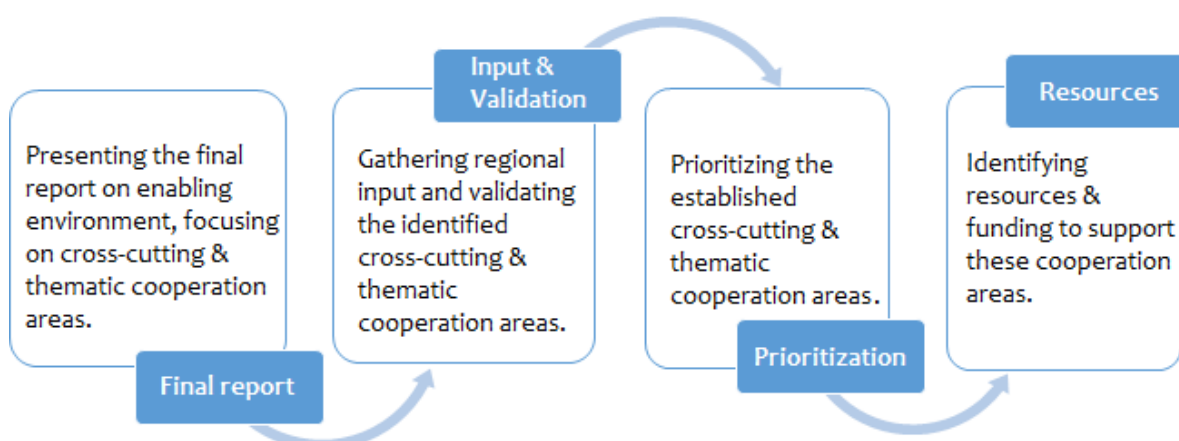 Presenting the final
report on enabling
environment, focusing
on cross-cutting &
thematic cooperation
areas.
Final report
Input &
Validation
Gathering regional
input and validating
the identified
cross-cutting &
thematic
cooperation areas.
Prioritizing the
established
cross-cutting &
thematic
cooperation areas.
Prioritization
Resources
Identifying
resources &
funding to support
these cooperation
areas.